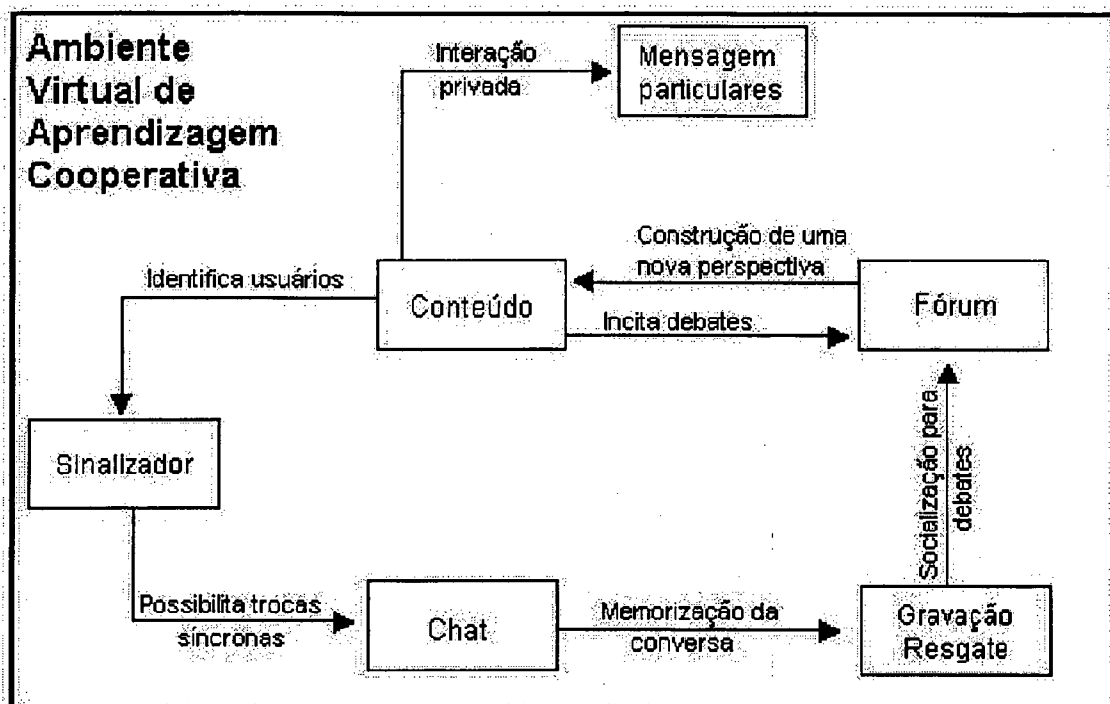 Ambiente
Virtual de
Aprendizagem
Cooperativa
Interação
privada
Mensagem
particulares
Construção de uma
nova perspectiva
Identifica usuários
Conteúdo
Incita debates
Fórum
Sinalizador
Socialização para
debates
Possibilita trocas
síncronas
Chat
Memorização da
conversa
Gravação
Resgate